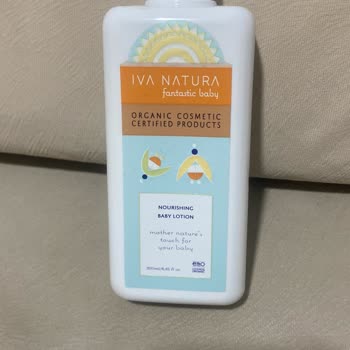 IVA NATURA
fantastic baby
ORGANIC COSMETIC
CERTIFIED PRODUCTS
NOURISHING
BABY LOTION
mother nature's
touch for
your baby